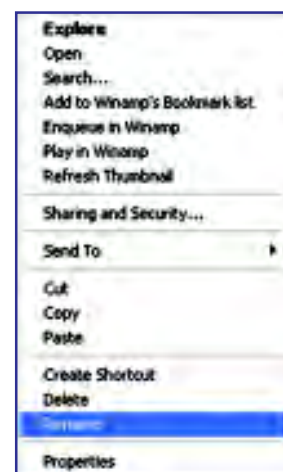 Explore
Open
Search...
Add to Winamp's Bookmark list
Enqueue in Winamp
Play in Winamp
Refresh Thumbnail
Sharing and Security...
Send To
Cut
Copy
Paste
Create Shortcut
Delete
Rename
Properties